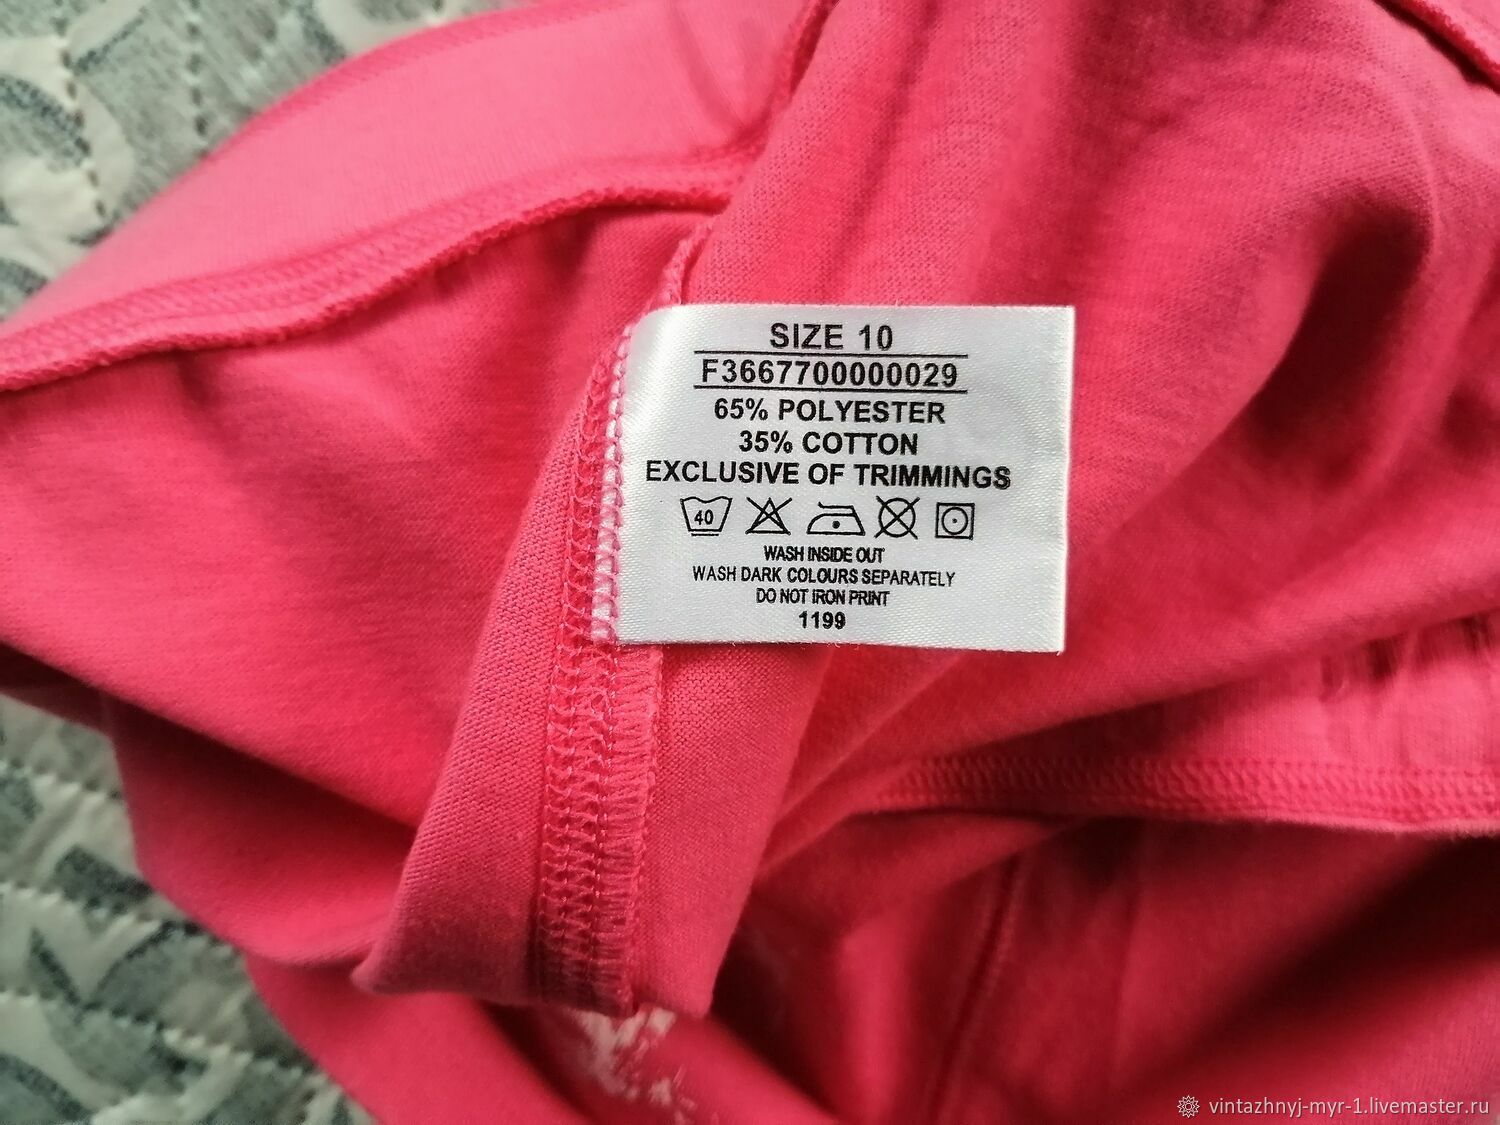 SIZE 10
F3667700000029
65% POLYESTER
35% COTTON
EXCLUSIVE OF TRIMMINGS
40
WASH INSIDE OUT
WASH DARK COLOURS SEPARATELY
DO NOT IRON PRINT
1199
vintazhnyj-myr-1.livemaster.ru